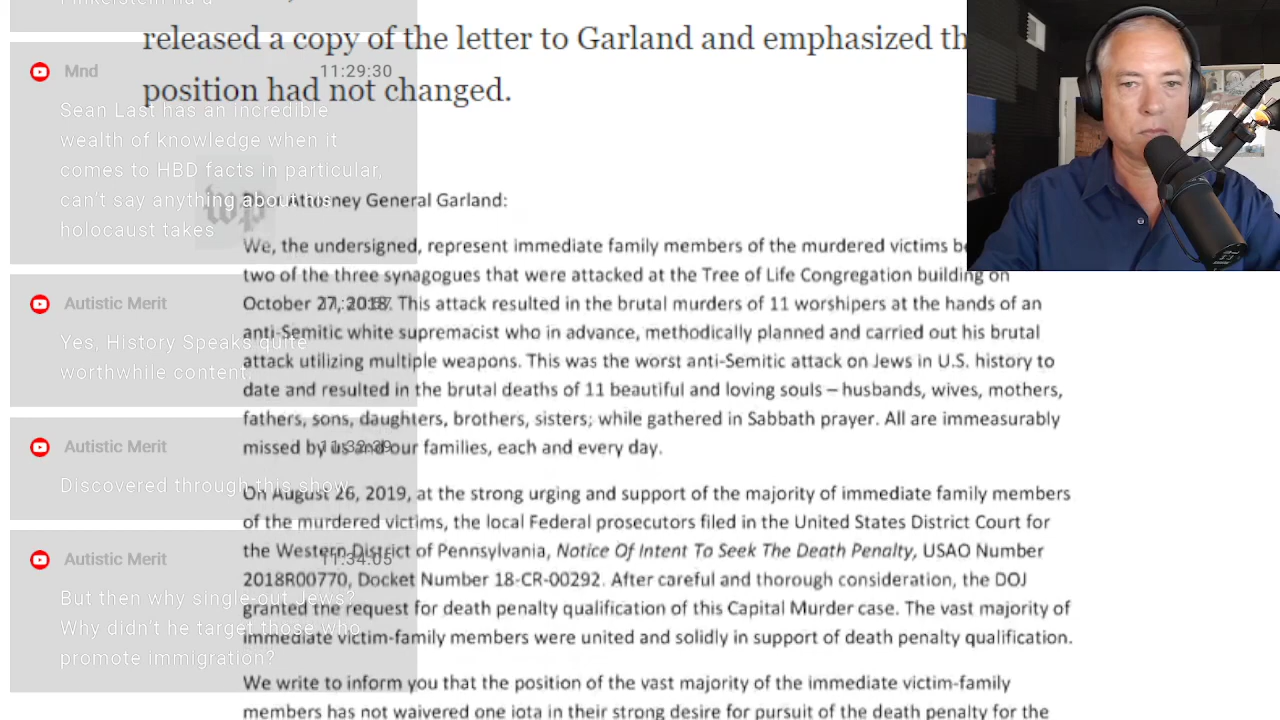 released a copy of the letter to Garland and emphasized th
position had not changed.
Mnd 11:29:30
Sean Last has an incredible
wealth of knowledge when it
comes to HBD facts in particular,
can't say anything about his
holocaust takes
Autistic Merit
Yes, History Speaks quite
worthwhile content,
Autistic Merit 11:32:39
Discovered through this show
Autistic Merit 11:34:05
But then why single-out Jews?
Why didn't he target those who
promote immigration?
wp
Attorney General Garland:
We, the undersigned, represent immediate family members of the murdered victims
two of the three synagogues that were attacked at the Tree of Life Congregation building on
October 27, 2018. This attack resulted in the brutal murders of 11 worshipers at the hands of an
anti-Semitic white supremacist who in advance, methodically planned and carried out his brutal
attack utilizing multiple weapons. This was the worst anti-Semitic attack on Jews in U.S. history to
date and resulted in the brutal deaths of 11 beautiful and loving souls – husbands, wives, mothers,
fathers, sons, daughters, brothers, sisters; while gathered in Sabbath prayer. All are immeasurably
missed by us and our families, each and every day.
On August 26, 2019, at the strong urging and support of the majority of immediate family members
of the murdered victims, the local Federal prosecutors filed in the United States District Court for
the Western District of Pennsylvania, Notice Of Intent To Seek The Death Penalty, USAO Number
2018R00770, Docket Number 18-CR-00292. After careful and thorough consideration, the DOJ
granted the request for death penalty qualification of this Capital Murder case. The vast majority of
immediate victim-family members were united and solidly in support of death penalty qualification.
We write to inform you that the position of the vast majority of the immediate victim-family
members has not waivered one iota in their strong desire for pursuit of the death penalty for the